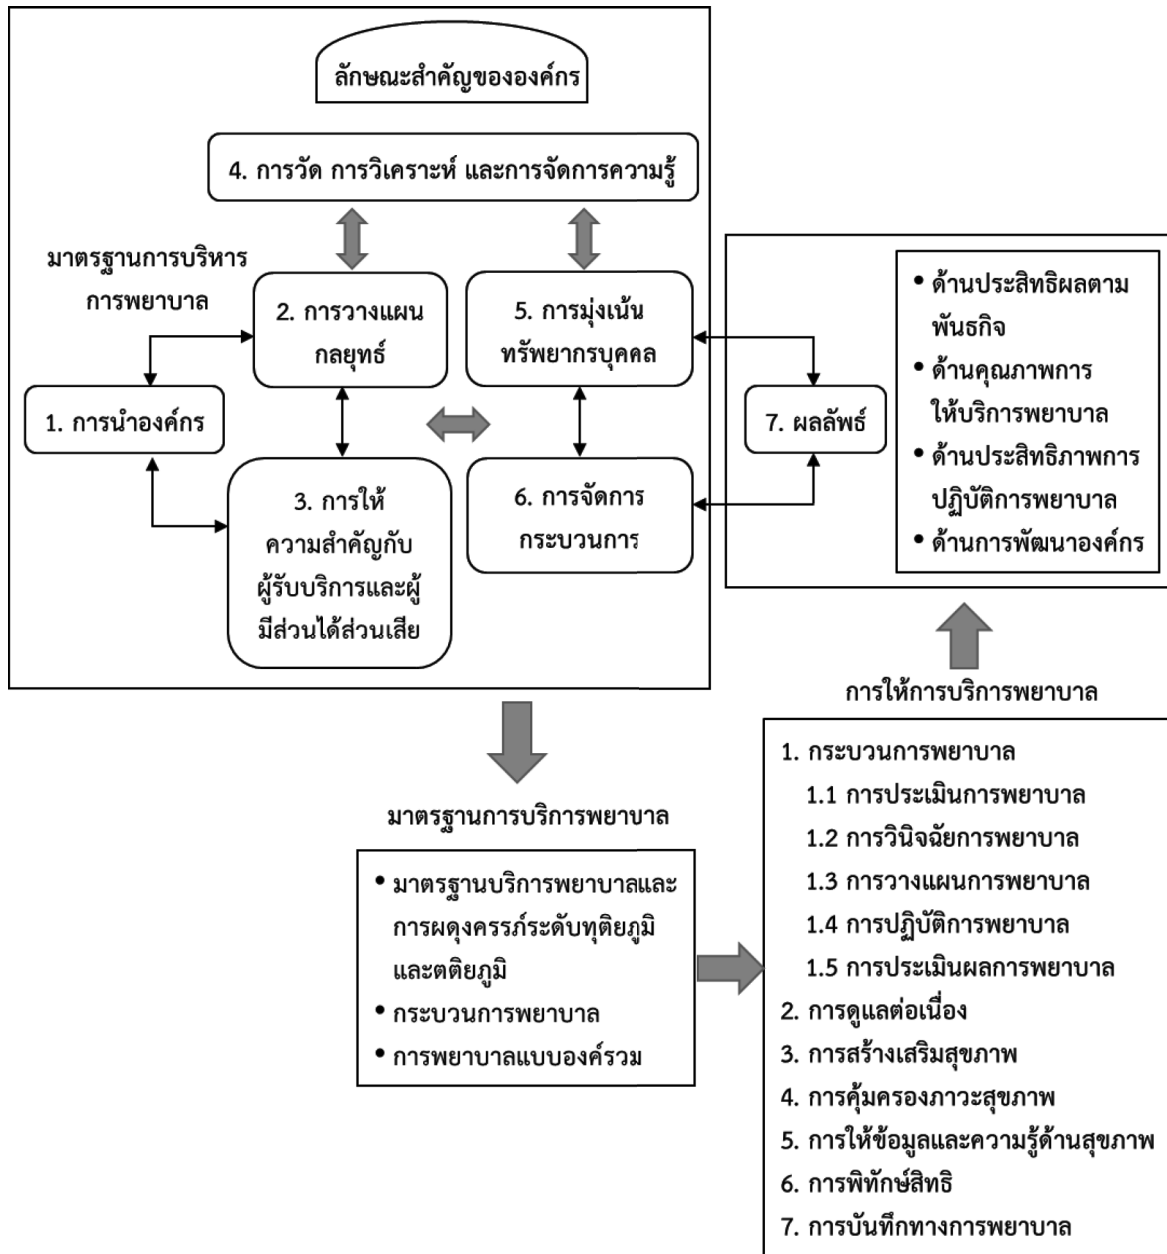 ลักษณะสำคัญขององค์กร
4. การวัด การวิเคราะห์ และการจัดการความรู้
มาตรฐานการบริหาร
การพยาบาล
2. การวางแผน
กลยุทธ์
5. การมุ่งเน้น
ทรัพยากรบุคคล
1. การนำองค์กร
3. การให้
ความสำคัญกับ
ผู้รับบริการและผู้
มีส่วนได้ส่วนเสีย
6. การจัดการ
กระบวนการ
7. ผลลัพธ์
• ด้านประสิทธิผลตาม
พันธกิจ
• ด้านคุณภาพการ
ให้บริการพยาบาล
• ด้านประสิทธิภาพการ
ปฏิบัติการพยาบาล
• ด้านการพัฒนาองค์กร
มาตรฐานการบริการพยาบาล
• มาตรฐานบริการพยาบาลและ
การผดุงครรภ์ระดับทุติยภูมิ
และตติยภูมิ
• กระบวนการพยาบาล
• การพยาบาลแบบองค์รวม
การให้การบริการพยาบาล
1. กระบวนการพยาบาล
1.1 การประเมินการพยาบาล
1.2 การวินิจฉัยการพยาบาล
1.3 การวางแผนการพยาบาล
1.4 การปฏิบัติการพยาบาล
1.5 การประเมินผลการพยาบาล
2. การดูแลต่อเนื่อง
3. การสร้างเสริมสุขภาพ
4. การคุ้มครองภาวะสุขภาพ
5. การให้ข้อมูลและความรู้ด้านสุขภาพ
6. การพิทักษ์สิทธิ
7. การบันทึกทางการพยาบาล